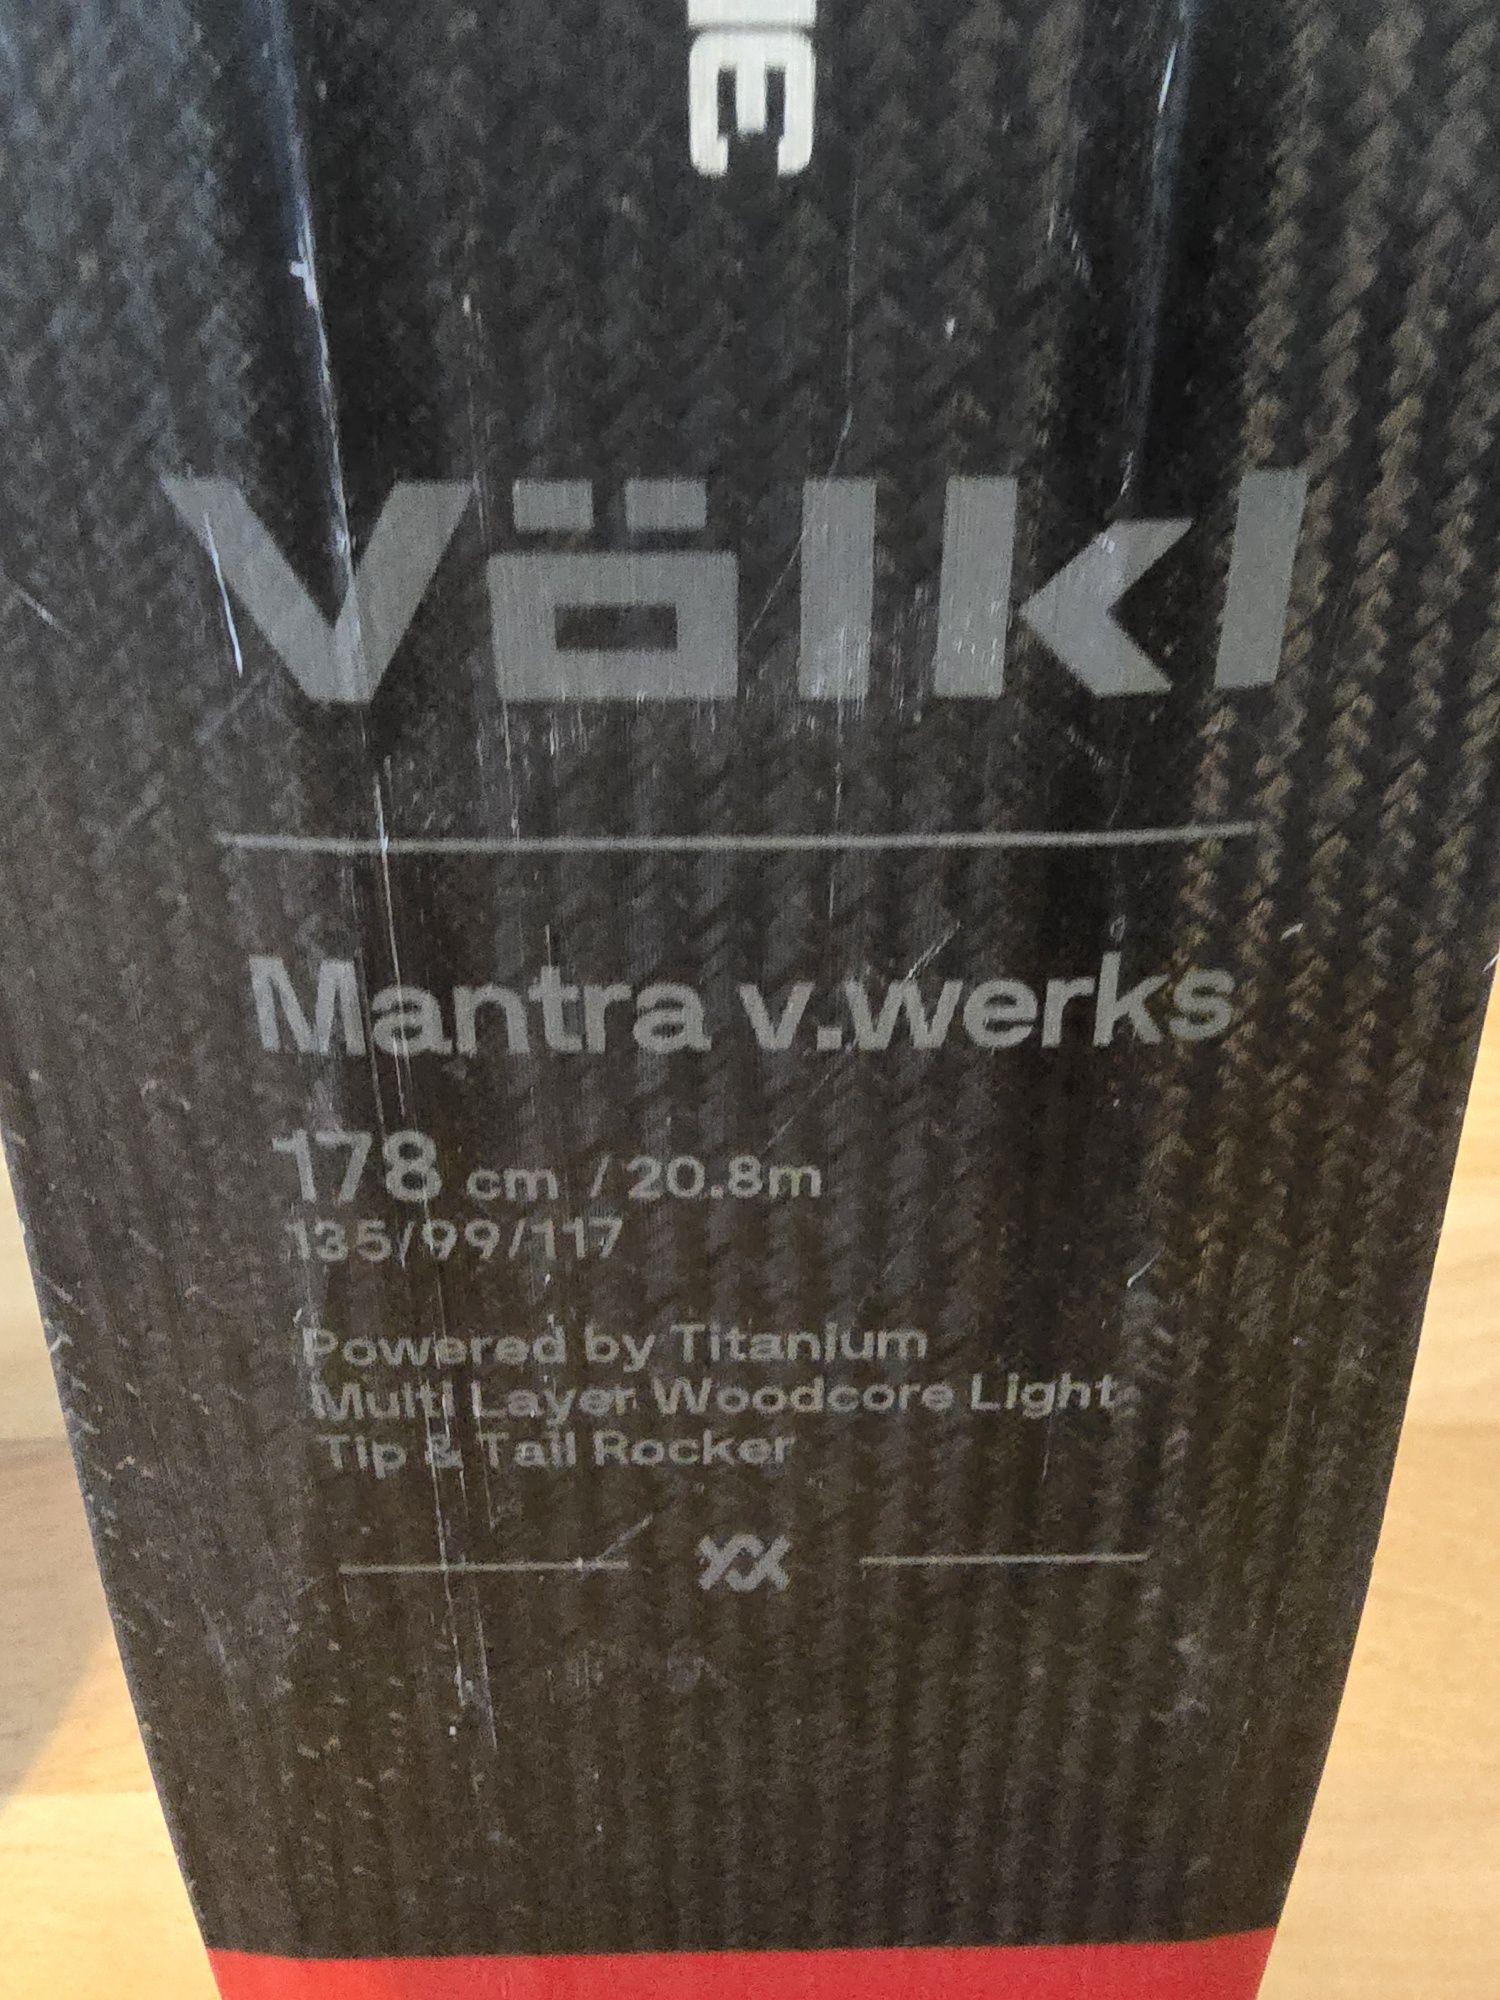 Völkl
Mantra v.werks
178 cm / 20.8m
135/99/117
Powered by Titanium
Multi Layer Woodcore Light
Tip & Tail Rocker